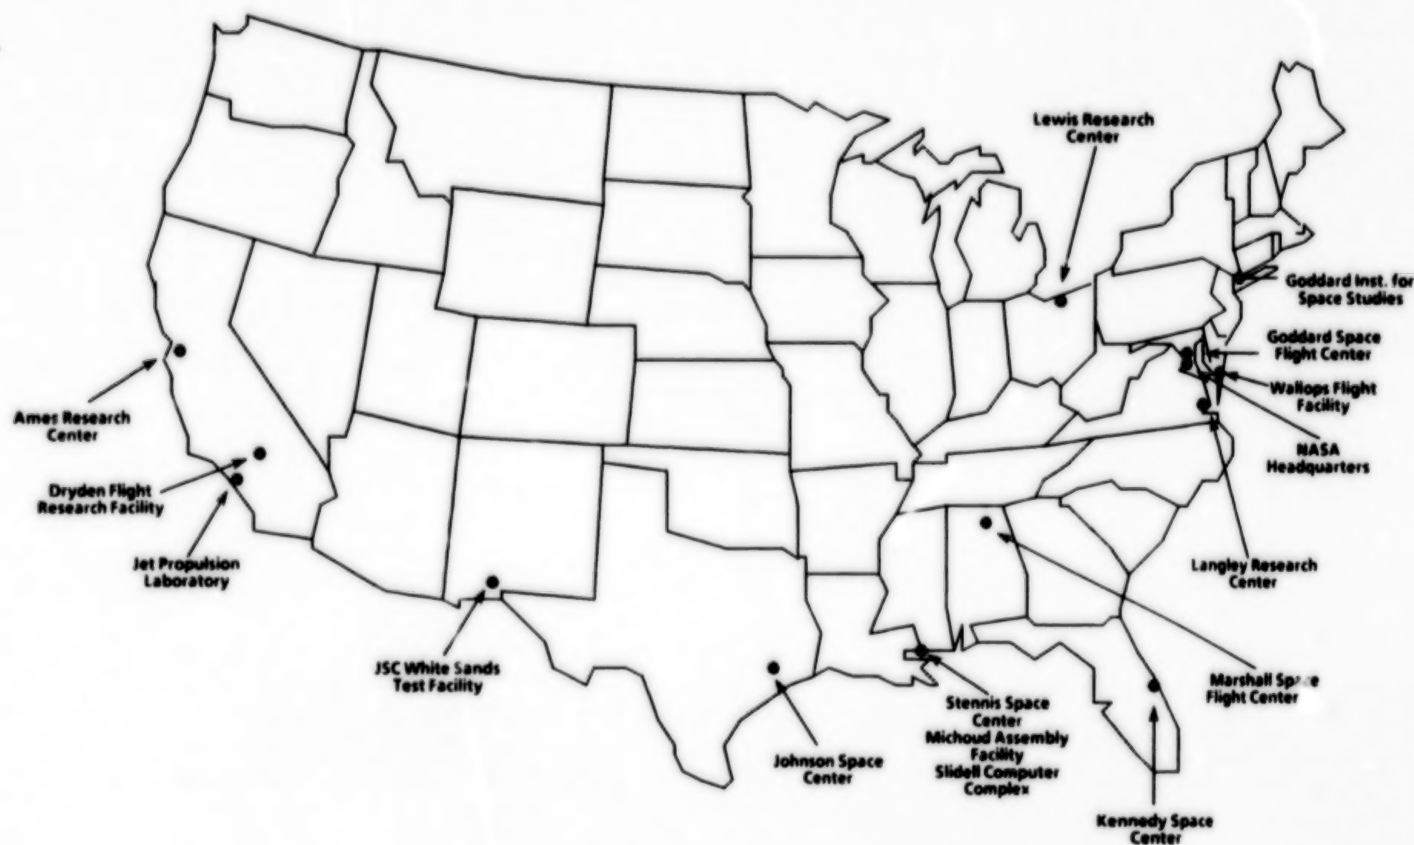 Lewis Research
Center
Goddard Inst. for
Space Studies
Goddard Space
Flight Center
Wallops Flight
Facility
NASA
Headquarters
Langley Research
Center
Marshall Space
Flight Center
Kennedy Space
Center
Stennis Space
Center
Michoud Assembly
Facility
Slidell Computer
Complex
Johnson Space
Center
JSC White Sands
Test Facility
Jet Propulsion
Laboratory
Dryden Flight
Research Facility
Ames Research
Center